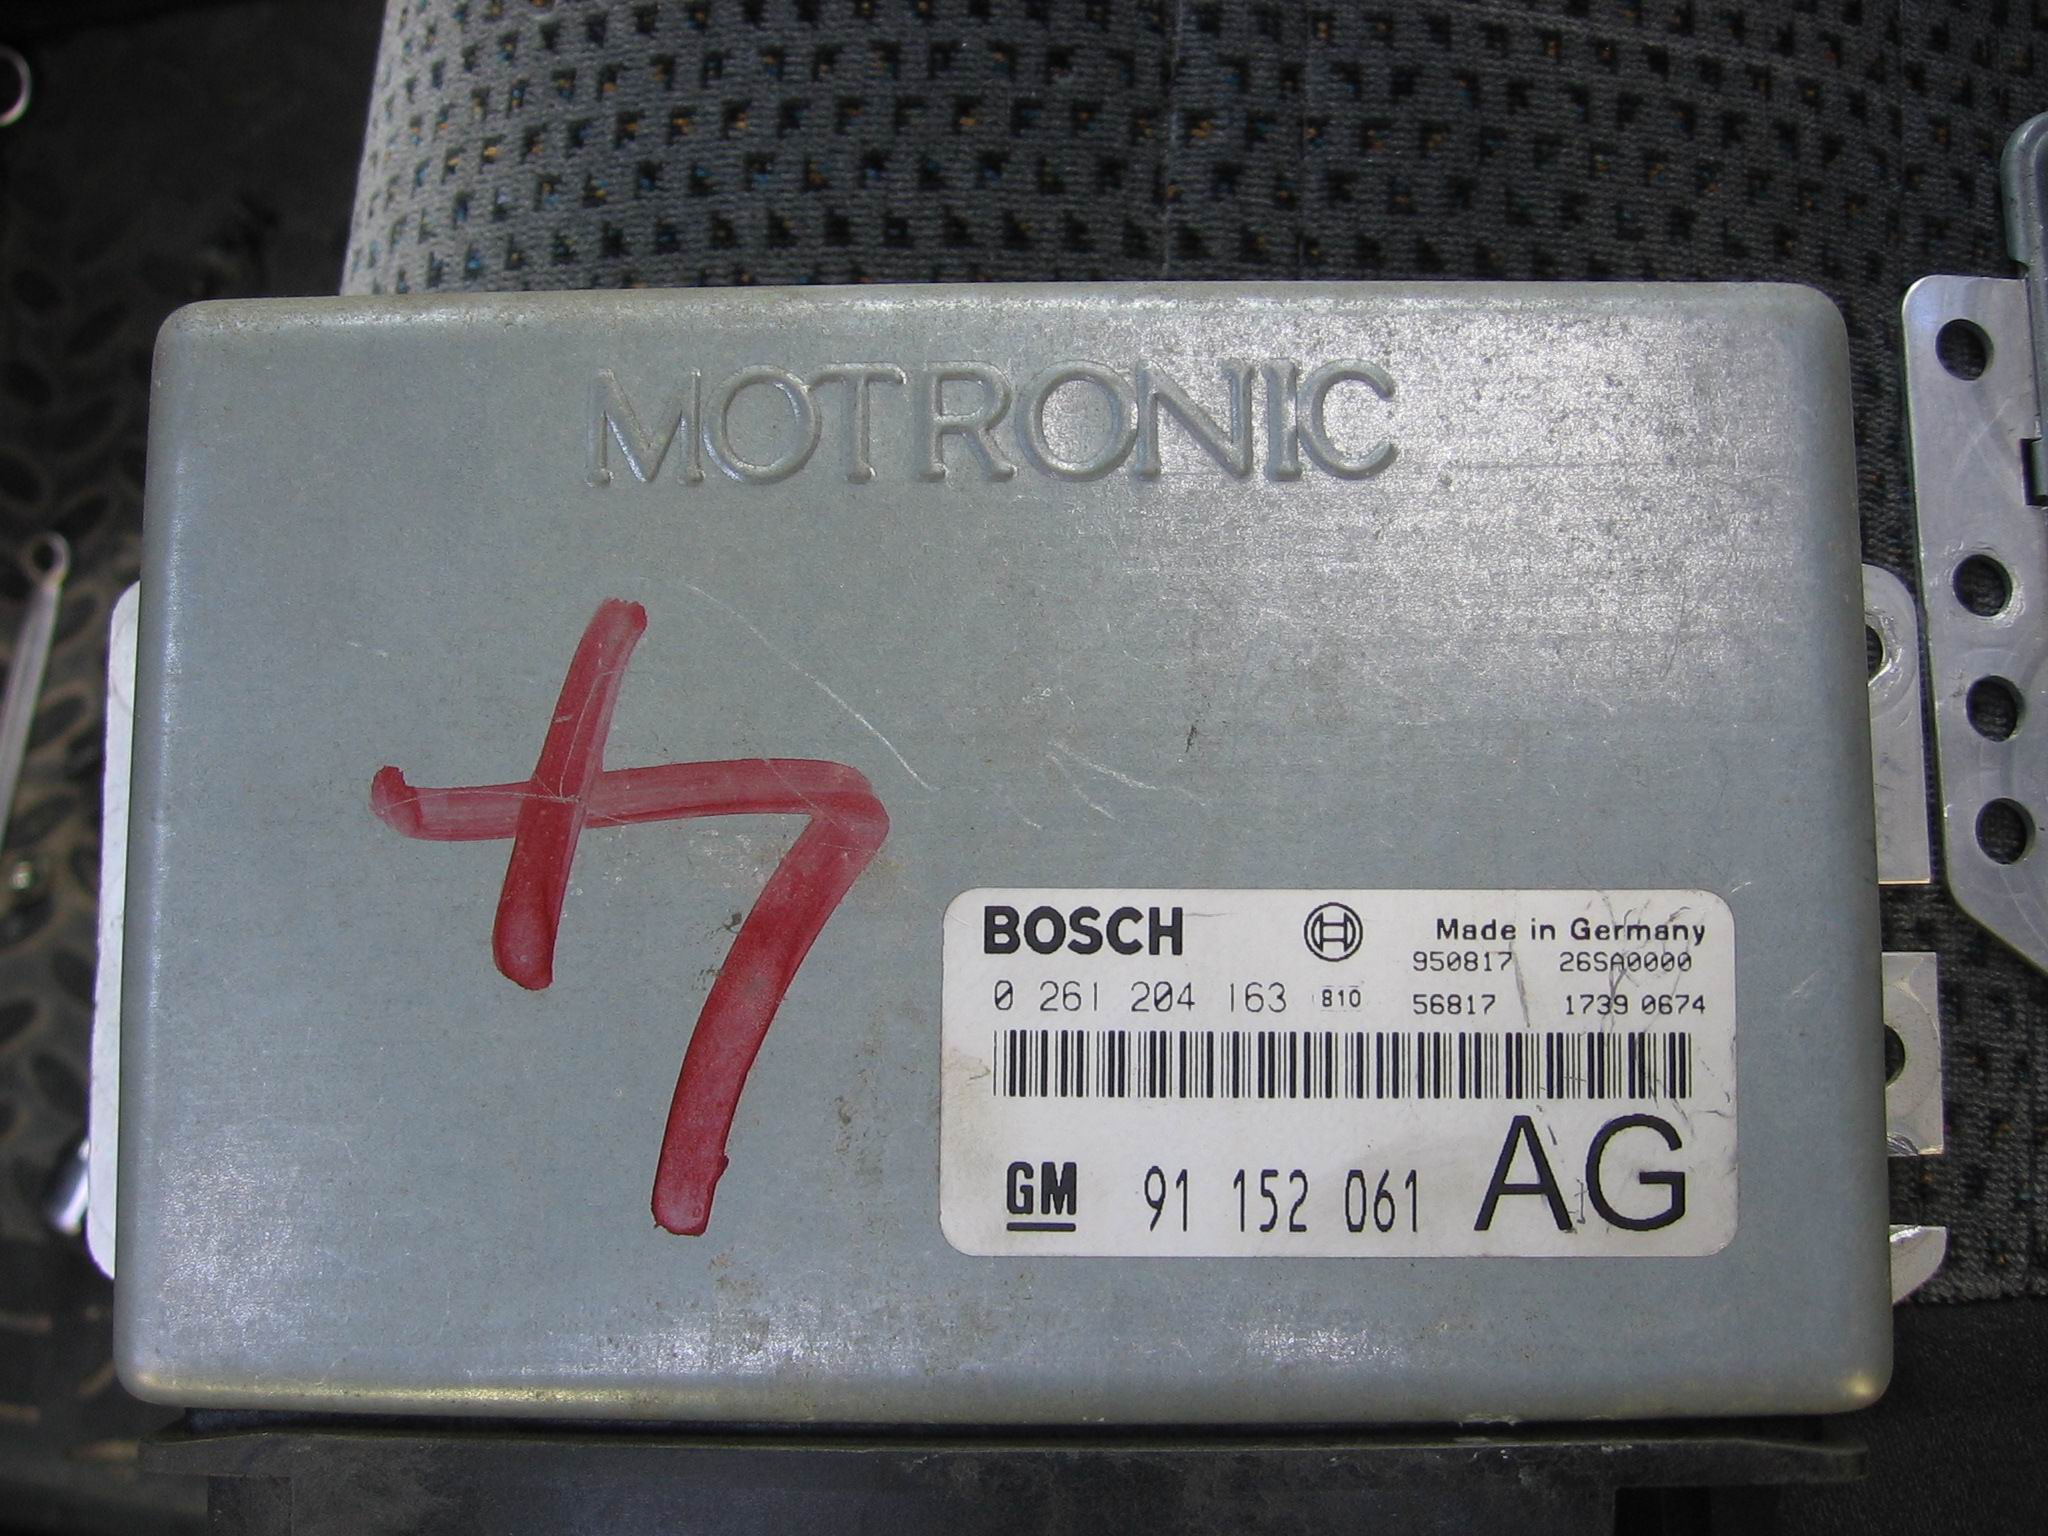 MOTRONIC
4
BOSCH Made in Germany
950817 26SA0000
0 261 204 163 810 56817 1739 0674
GM 91 152 061 AG